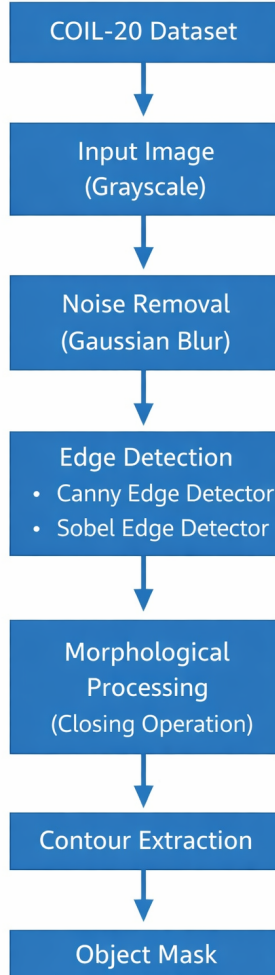 COIL-20 Dataset
Input Image
(Grayscale)
Noise Removal
(Gaussian Blur)
Edge Detection
• Canny Edge Detector
• Sobel Edge Detector
Morphological
Processing
(Closing Operation)
Contour Extraction
Object Mask